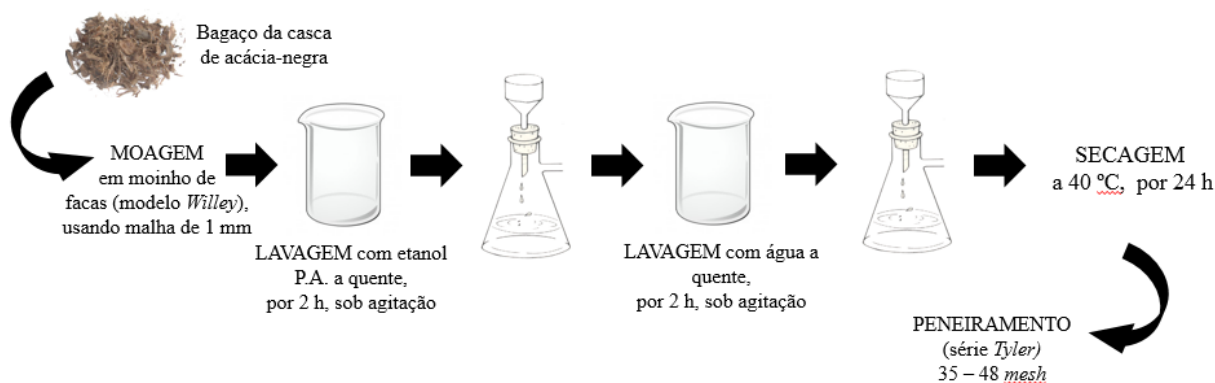 Bagaço da casca
de acácia-negra
MOAGEM
em moinho de
facas (modelo Willey),
usando malha de 1 mm
LAVAGEM com etanol
P.A. a quente,
por 2 h, sob agitação
LAVAGEM com água a
quente,
por 2 h, sob agitação
SECAGEM
a 40 ºC, por 24 h
PENEIRAMENTO
(série Tyler)
35 – 48 mesh